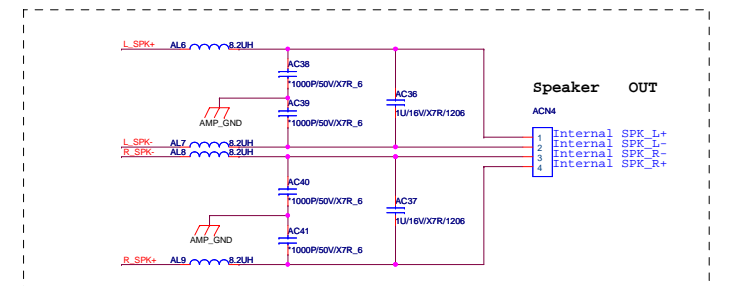 L_SPK+ AL6 8.2UH
AC38
*1000P/50V/X7R_6
Speaker OUT
AC36
1U/16V/X7R/1206
AC39
*1000P/50V/X7R_6
ACN4
AMP_GND
1 Internal SPK_L+
2 Internal SPK_L-
3 Internal SPK_R-
4 Internal SPK_R+
L_SPK- AL7 8.2UH
R_SPK- AL8 8.2UH
AC40
*1000P/50V/X7R_6
AC37
1U/16V/X7R/1206
AMP_GND
AC41
*1000P/50V/X7R_6
R_SPK+ AL9 8.2UH